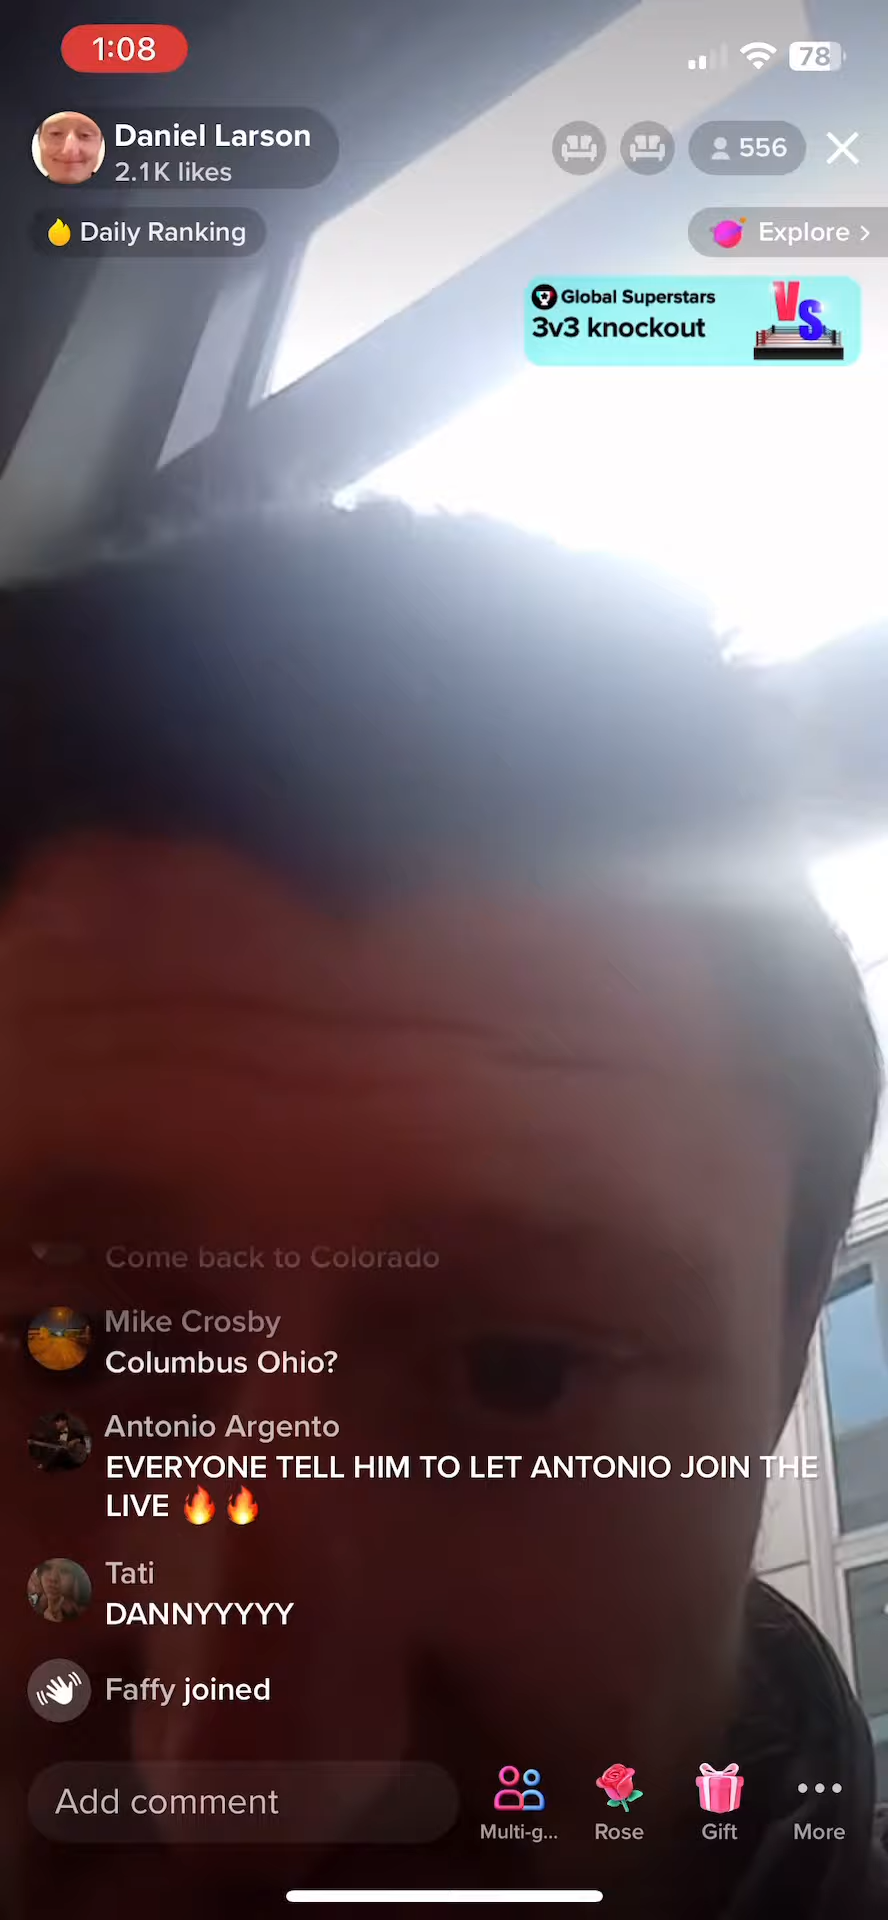 1:08
78
Daniel Larson
2.1K likes
556
Daily Ranking
Explore >
Global Superstars
3v3 knockout
VS
Come back to Colorado
Mike Crosby
Columbus Ohio?
Antonio Argento
EVERYONE TELL HIM TO LET ANTONIO JOIN THE
LIVE 🔥🔥
Tati
DANNYYYYY
Faffy joined
Add comment
Multi-g...
Rose
Gift
More